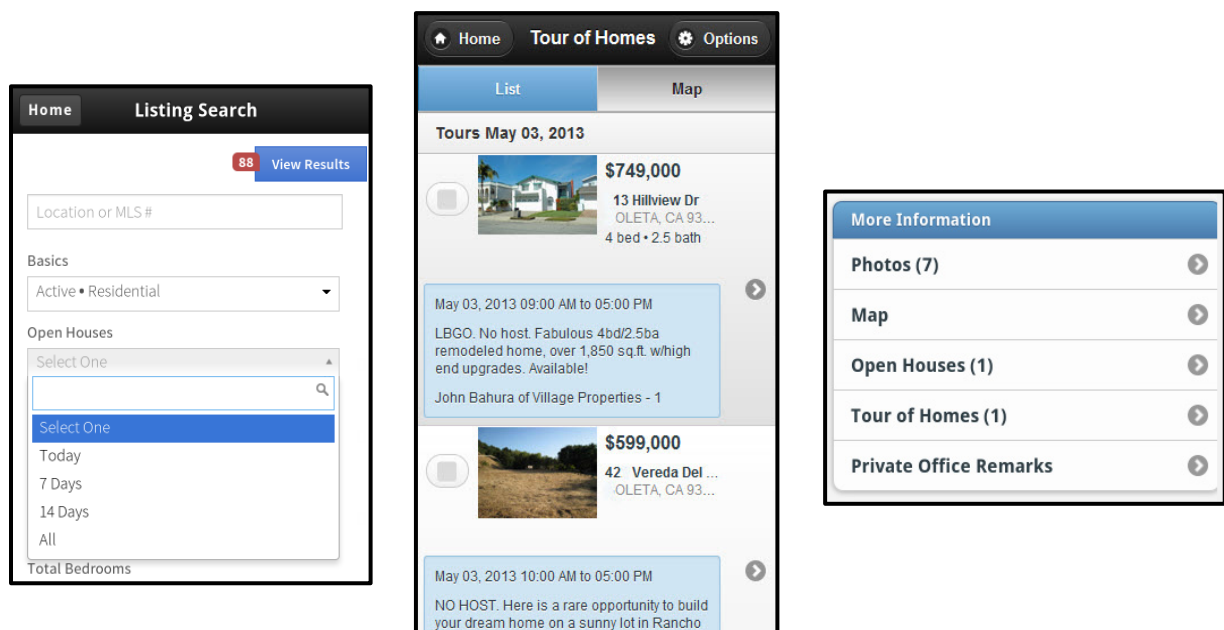 Home Listing Search
88 View Results
Location or MLS #
Basics
Active • Residential
Open Houses
Select One
Select One
Today
7 Days
14 Days
All
Total Bedrooms
Home Tour of Homes Options
List Map
Tours May 03, 2013
$749,000
13 Hillview Dr
OLETA, CA 93...
4 bed • 2.5 bath
May 03, 2013 09:00 AM to 05:00 PM
LBGO. No host. Fabulous 4bd/2.5ba
remodeled home, over 1,850 sq.ft. w/high
end upgrades. Available!
John Bahura of Village Properties - 1
$599,000
42 Vereda Del ...
OLETA, CA 93...
May 03, 2013 10:00 AM to 05:00 PM
NO HOST. Here is a rare opportunity to build
your dream home on a sunny lot in Rancho
More Information
Photos (7)
Map
Open Houses (1)
Tour of Homes (1)
Private Office Remarks